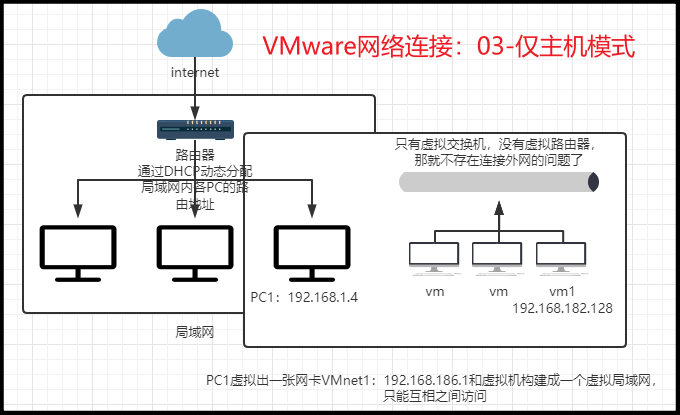 VMware网络连接：03-仅主机模式
internet
路由器
通过DHCP动态分配
局域网内各PC的路
由地址
只有虚拟交换机，没有虚拟路由器，
那就不存在连接外网的问题了
PC1：192.168.1.4
vm
vm
vm1
192.168.182.128
局域网
PC1虚拟出一张网卡VMnet1：192.168.186.1和虚拟机构建成一个虚拟局域网，
只能互相之间访问